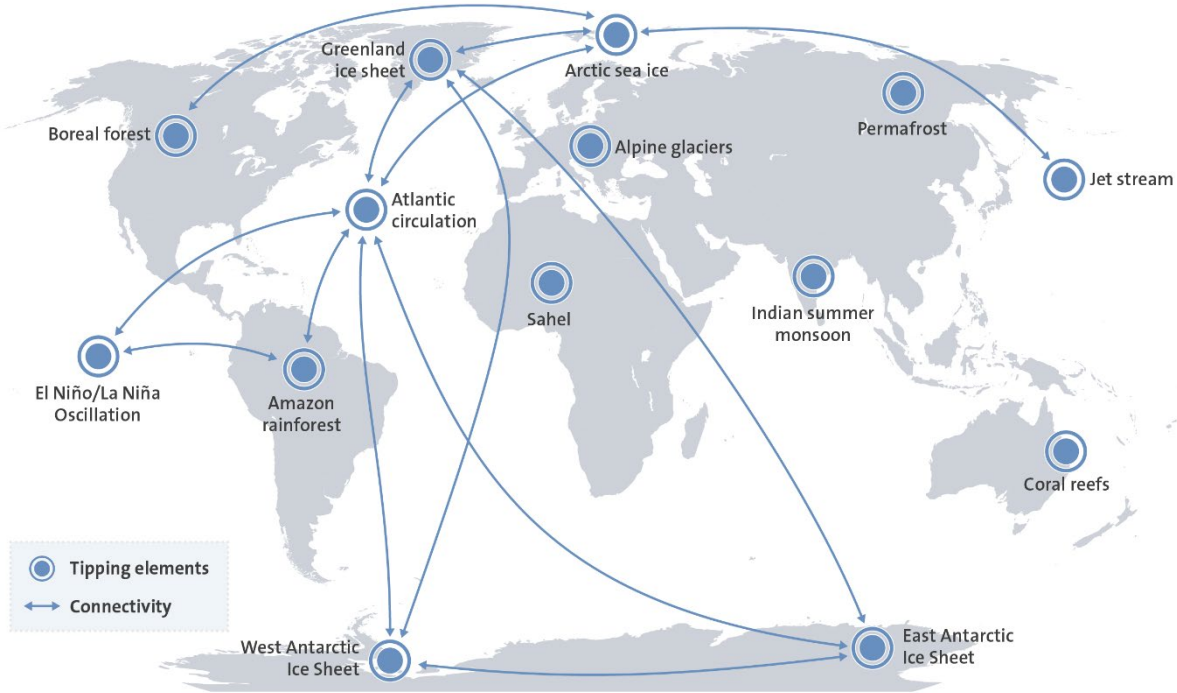 Greenland
ice sheet
Arctic sea ice
Boreal forest
Permafrost
Alpine glaciers
Jet stream
Atlantic
circulation
Sahel
Indian summer
monsoon
El Niño/La Niña
Oscillation
Amazon
rainforest
Coral reefs
Tipping elements
Connectivity
West Antarctic
Ice Sheet
East Antarctic
Ice Sheet